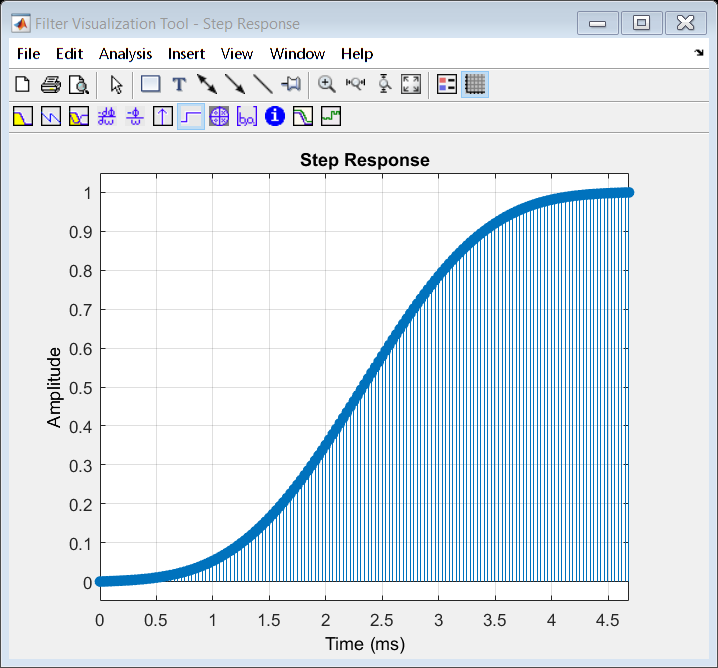 Filter Visualization Tool - Step Response
File Edit Analysis Insert View Window Help
Step Response
1
0.9
0.8
0.7
0.6
0.5
0.4
0.3
0.2
0.1
0
Amplitude
0 0.5 1 1.5 2 2.5 3 3.5 4 4.5
Time (ms)